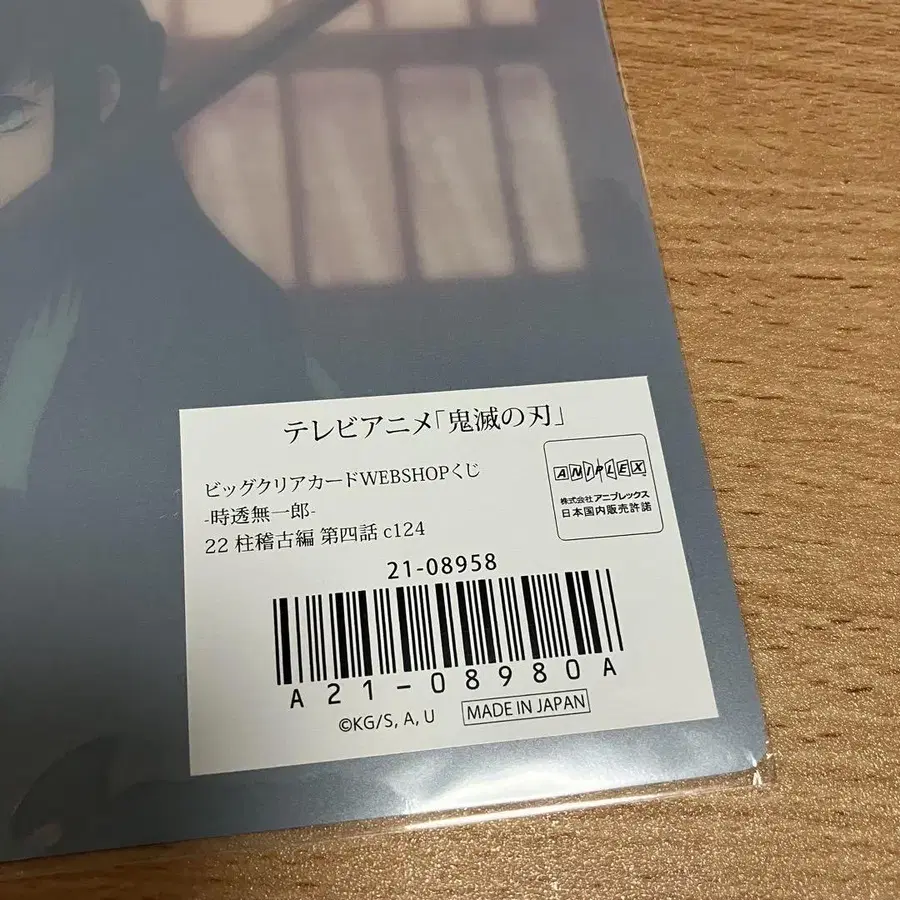 テレビアニメ「鬼滅の刃」
ビッグクリアカードWEBSHOPくじ
-時透無一郎-
22 柱稽古編 第四話 c124
ANIPLEX
株式会社アニプレックス
日本国内販売許諾
21-08958
A21-08980A
©KG/S, A, U
MADE IN JAPAN